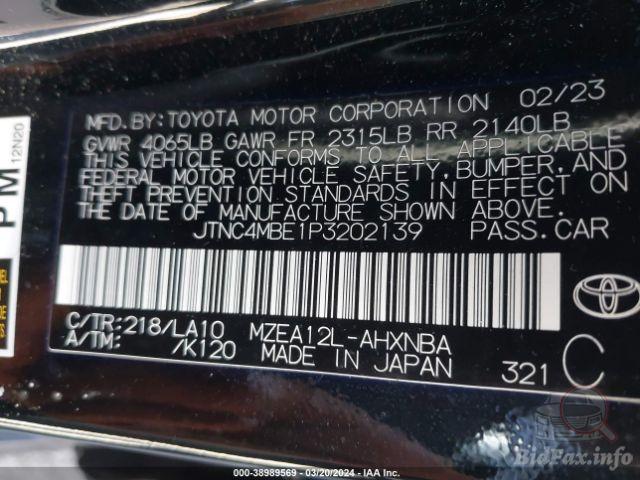 MFD.BY:TOYOTA MOTOR CORPORATION 02/23
GVWR 4065LB GAWR FR 2315LB RR 2140LB
THIS VEHICLE CONFORMS TO ALL APPLICABLE
FEDERAL MOTOR VEHICLE SAFETY,BUMPER,AND
THEFT PREVENTION STANDARDS IN EFFECT ON
THE DATE OF MANUFACTURE SHOWN ABOVE.
JTNC4MBE1P3202139 PASS.CAR
C/TR:218/LA10 MZEA12L-AHXNBA
A/TM: /K120 MADE IN JAPAN 321 C
PM
12N20
BidFax.info
000-38989569 - 03/20/2024 - IAA Inc.